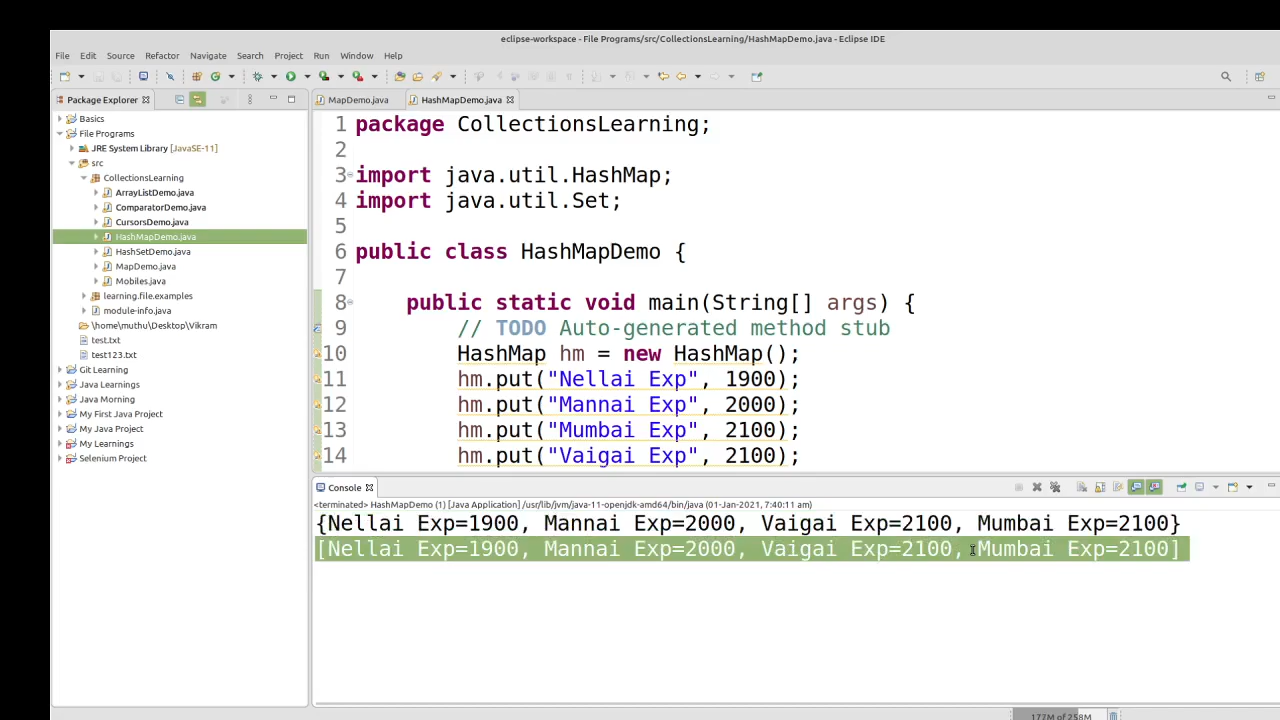 eclipse-workspace - File Programs/src/CollectionsLearning/HashMapDemo.java - Eclipse IDE
File Edit Source Refactor Navigate Search Project Run Window Help
Package Explorer
MapDemo.java HashMapDemo.java
Basics
File Programs
JRE System Library [JavaSE-11]
src
CollectionsLearning
ArrayListDemo.java
ComparatorDemo.java
CursorsDemo.java
HashMapDemo.java
HashSetDemo.java
MapDemo.java
Mobiles.java
learning.file.examples
module-info.java
\home\muthu\Desktop\Vikram
test.txt
test123.txt
Git Learning
Java Learnings
Java Morning
My First Java Project
My Java Project
My Learnings
Selenium Project
1 package CollectionsLearning;
2
3 import java.util.HashMap;
4 import java.util.Set;
5
6 public class HashMapDemo {
7
8 public static void main(String[] args) {
9 // TODO Auto-generated method stub
10 HashMap hm = new HashMap();
11 hm.put("Nellai Exp", 1900);
12 hm.put("Mannai Exp", 2000);
13 hm.put("Mumbai Exp", 2100);
14 hm.put("Vaigai Exp", 2100);
Console
<terminated> HashMapDemo (1) [Java Application] /usr/lib/jvm/java-11-openjdk-amd64/bin/java (01-Jan-2021, 7:40:11 am)
{Nellai Exp=1900, Mannai Exp=2000, Vaigai Exp=2100, Mumbai Exp=2100}
[Nellai Exp=1900, Mannai Exp=2000, Vaigai Exp=2100, Mumbai Exp=2100]
177M of 258M